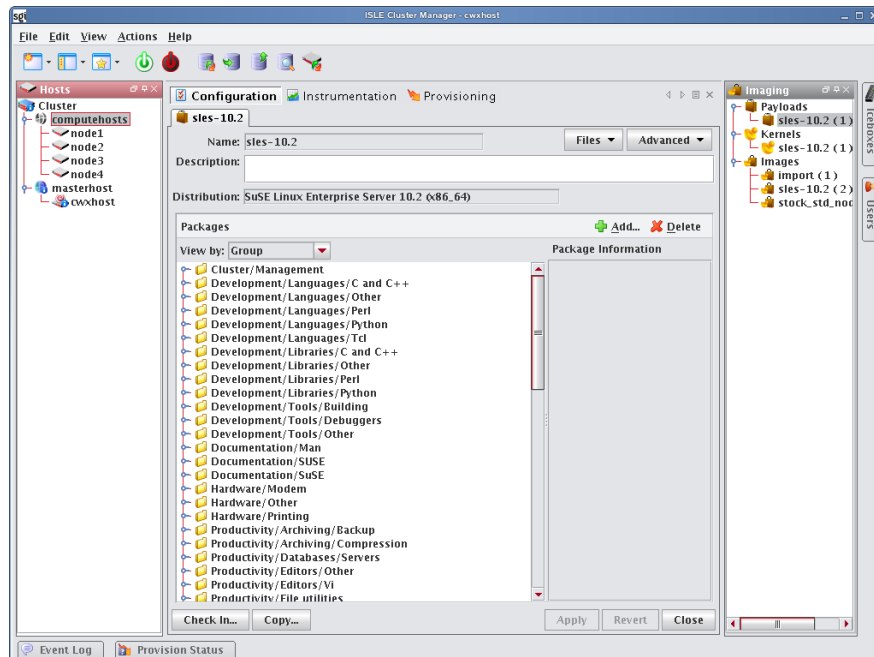 sgi
ISLE Cluster Manager - cwxhost
File Edit View Actions Help
Hosts
Cluster
computehosts
node1
node2
node3
node4
masterhost
cwxhost
Configuration Instrumentation Provisioning
sles-10.2
Name: sles-10.2
Files Advanced
Description:
Distribution: SuSE Linux Enterprise Server 10.2 (x86_64)
Packages
Add... Delete
View by: Group
Package Information
Cluster/Management
Development/Languages/C and C++
Development/Languages/Other
Development/Languages/Perl
Development/Languages/Python
Development/Languages/Tcl
Development/Libraries/C and C++
Development/Libraries/Other
Development/Libraries/Perl
Development/Libraries/Python
Development/Tools/Building
Development/Tools/Debuggers
Development/Tools/Other
Documentation/Man
Documentation/SUSE
Documentation/SuSE
Hardware/Modem
Hardware/Other
Hardware/Printing
Productivity/Archiving/Backup
Productivity/Archiving/Compression
Productivity/Databases/Servers
Productivity/Editors/Other
Productivity/Editors/Vi
Productivity/File utilities
Check In... Copy...
Apply Revert Close
Imaging
Payloads
sles-10.2 (1)
Kernels
sles-10.2 (1)
Images
import (1)
sles-10.2 (2)
stock_std_noc
Iceboxes
Users
Event Log Provision Status